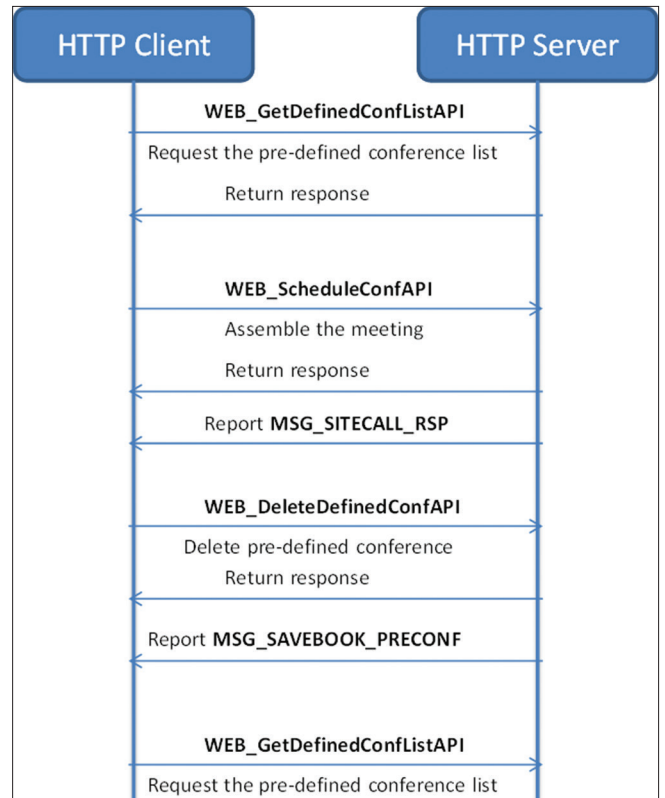 HTTP Client
HTTP Server
WEB_GetDefinedConfListAPI
Request the pre-defined conference list
Return response
WEB_ScheduleConfAPI
Assemble the meeting
Return response
Report MSG_SITECALL_RSP
WEB_DeleteDefinedConfAPI
Delete pre-defined conference
Return response
Report MSG_SAVEBOOK_PRECONF
WEB_GetDefinedConfListAPI
Request the pre-defined conference list